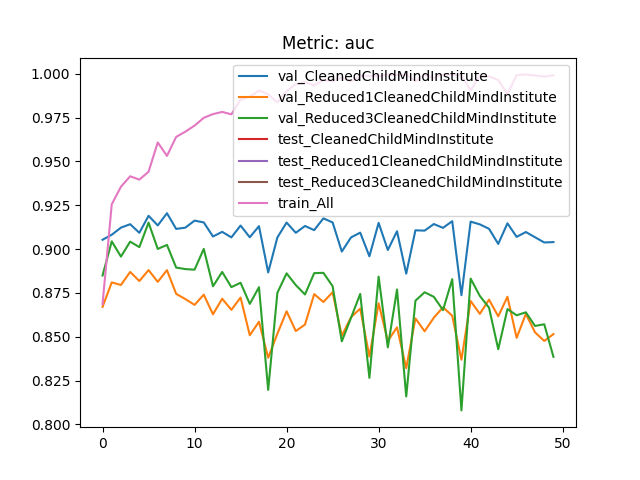 Metric: auc
1.000
0.975
0.950
0.925
0.900
0.875
0.850
0.825
0.800
val_CleanedChildMindInstitute
val_Reduced1CleanedChildMindInstitute
val_Reduced3CleanedChildMindInstitute
test_CleanedChildMindInstitute
test_Reduced1CleanedChildMindInstitute
test_Reduced3CleanedChildMindInstitute
train_All
0 10 20 30 40 50